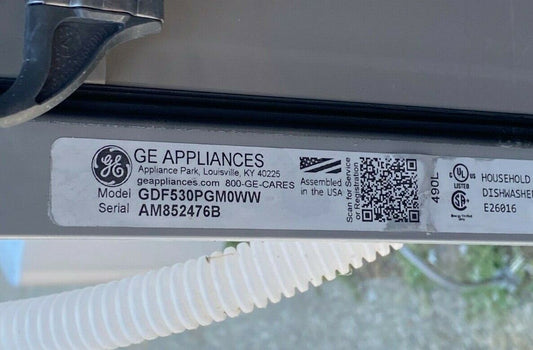 GE APPLIANCES
Appliance Park, Louisville, KY 40225
geappliances.com 800-GE-CARES
Model GDF530PGM0WW
Serial AM852476B
Assembled
in the USA
Scan for Service
or Registration
490L
UL
LISTED
HOUSEHOLD
DISHWASHER
E26016